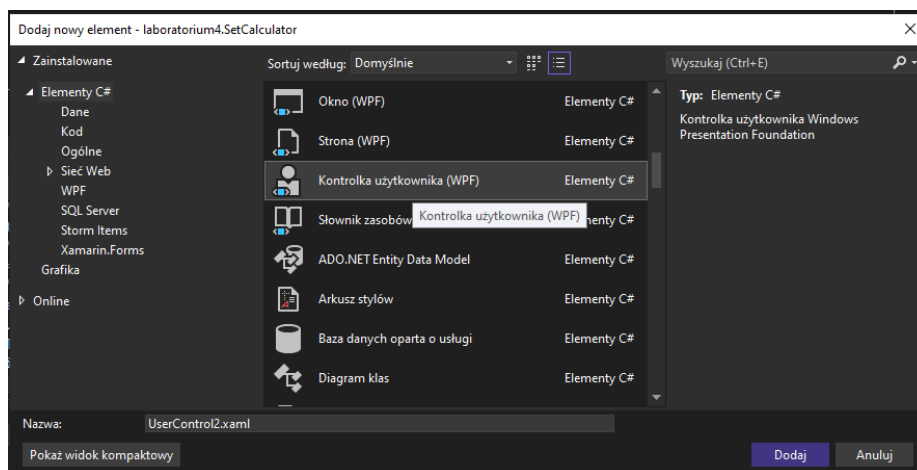 Dodaj nowy element - laboratorium4.SetCalculator
Zainstalowane
Sortuj według: Domyślnie
Wyszukaj (Ctrl+E)
Elementy C#
Dane
Kod
Ogólne
Sieć Web
WPF
SQL Server
Storm Items
Xamarin.Forms
Grafika
Online
Okno (WPF) Elementy C#
Strona (WPF) Elementy C#
Kontrolka użytkownika (WPF) Elementy C#
Kontrolka użytkownika (WPF)
Słownik zasobów
ADO.NET Entity Data Model Elementy C#
Arkusz stylów Elementy C#
Baza danych oparta o usługi Elementy C#
Diagram klas Elementy C#
Typ: Elementy C#
Kontrolka użytkownika Windows
Presentation Foundation
Nazwa: UserControl2.xaml
Pokaż widok kompaktowy
Dodaj Anuluj